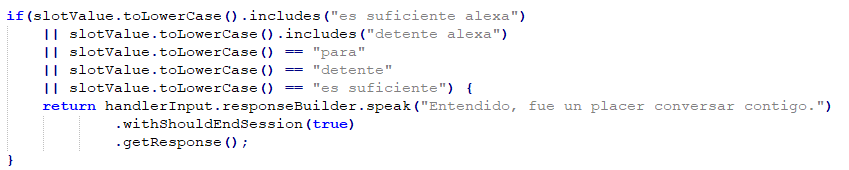 if(slotValue.toLowerCase().includes("es suficiente alexa")
    || slotValue.toLowerCase().includes("detente alexa")
    || slotValue.toLowerCase() == "para"
    || slotValue.toLowerCase() == "detente"
    || slotValue.toLowerCase() == "es suficiente") {
    return handlerInput.responseBuilder.speak("Entendido, fue un placer conversar contigo.")
            .withShouldEndSession(true)
            .getResponse();
}